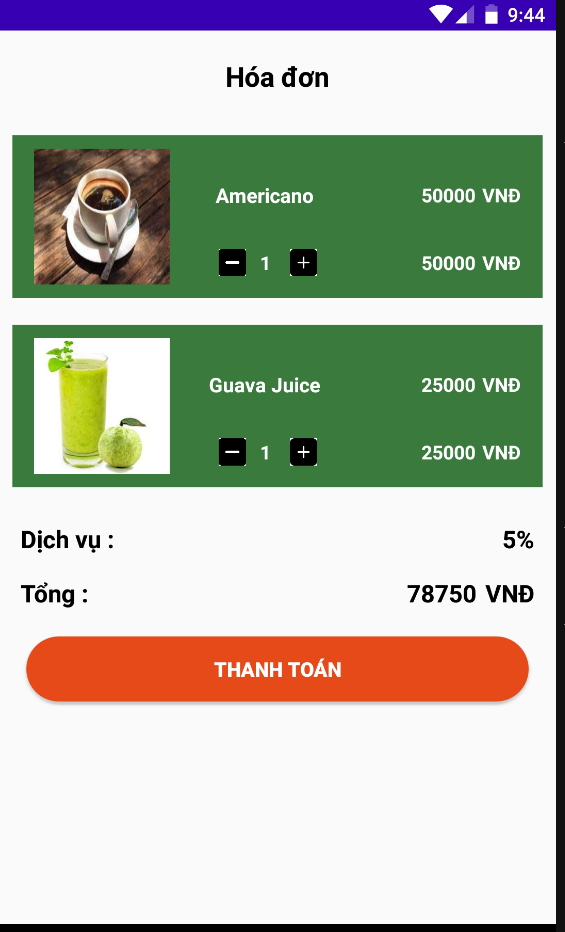 9:44
Hóa đơn
Americano 50000 VNĐ
1 50000 VNĐ
Guava Juice 25000 VNĐ
1 25000 VNĐ
Dịch vụ : 5%
Tổng : 78750 VNĐ
THANH TOÁN